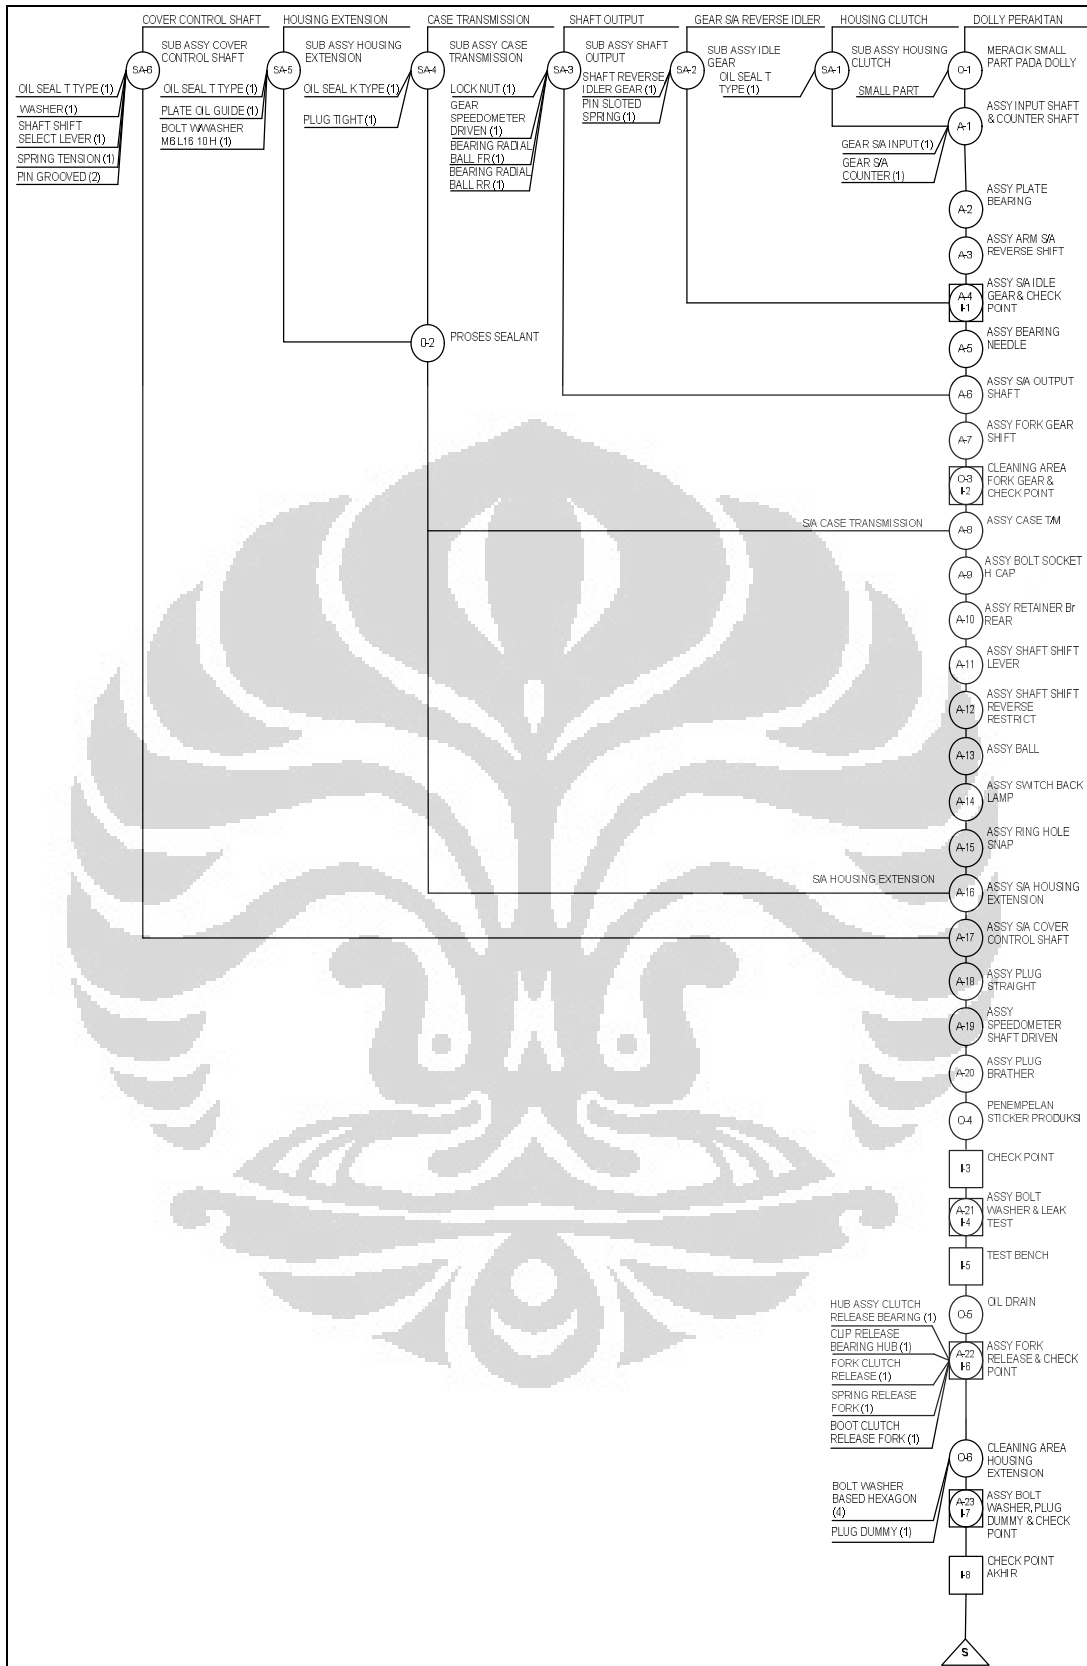 COVER CONTROL SHAFT
HOUSING EXTENSION
CASE TRANSMISSION
SHAFT OUTPUT
GEAR S/A REVERSE IDLER
HOUSING CLUTCH
DOLLY PERAKITAN
SA-6
SUB ASSY COVER
CONTROL SHAFT
OIL SEAL T TYPE (1)
WASHER (1)
SHAFT SHIFT
SELECT LEVER (1)
SPRING TENSION (1)
PIN GROOVED (2)
SA-5
SUB ASSY HOUSING
EXTENSION
OIL SEAL T TYPE (1)
PLATE OIL GUIDE (1)
BOLT W/WASHER
M6 L16 10H (1)
SA-4
SUB ASSY CASE
TRANSMISSION
OIL SEAL K TYPE (1)
PLUG TIGHT (1)
SA-3
SUB ASSY SHAFT
OUTPUT
LOCK NUT (1)
GEAR
SPEEDOMETER
DRIVEN (1)
BEARING RADIAL
BALL FR (1)
BEARING RADIAL
BALL RR (1)
SA-2
SUB ASSY IDLE
GEAR
SHAFT REVERSE
IDLER GEAR (1)
PIN SLOTED
SPRING (1)
SA-1
SUB ASSY HOUSING
CLUTCH
OIL SEAL T
TYPE (1)
O-1
MERACIK SMALL
PART PADA DOLLY
SMALL PART
A-1
ASSY INPUT SHAFT
& COUNTER SHAFT
GEAR S/A INPUT (1)
GEAR S/A
COUNTER (1)
A-2
ASSY PLATE
BEARING
A-3
ASSY ARM S/A
REVERSE SHIFT
A-4
I-1
ASSY S/A IDLE
GEAR & CHECK
POINT
0-2
PROSES SEALANT
A-5
ASSY BEARING
NEEDLE
A-6
ASSY S/A OUTPUT
SHAFT
A-7
ASSY FORK GEAR
SHIFT
O-3
I-2
CLEANING AREA
FORK GEAR &
CHECK POINT
S/A CASE TRANSMISSION
A-8
ASSY CASE T/M
A-9
ASSY BOLT SOCKET
H CAP
A-10
ASSY RETAINER Br
REAR
A-11
ASSY SHAFT SHIFT
LEVER
A-12
ASSY SHAFT SHIFT
REVERSE
RESTRICT
A-13
ASSY BALL
A-14
ASSY SWITCH BACK
LAMP
A-15
ASSY RING HOLE
SNAP
S/A HOUSING EXTENSION
A-16
ASSY S/A HOUSING
EXTENSION
A-17
ASSY S/A COVER
CONTROL SHAFT
A-18
ASSY PLUG
STRAIGHT
A-19
ASSY
SPEEDOMETER
SHAFT DRIVEN
A-20
ASSY PLUG
BRATHER
O-4
PENEMPELAN
STICKER PRODUKSI
I-3
CHECK POINT
A-21
I-4
ASSY BOLT
WASHER & LEAK
TEST
I-5
TEST BENCH
O-5
OIL DRAIN
HUB ASSY CLUTCH
RELEASE BEARING (1)
CLIP RELEASE
BEARING HUB (1)
FORK CLUTCH
RELEASE (1)
SPRING RELEASE
FORK (1)
BOOT CLUTCH
RELEASE FORK (1)
A-22
I-6
ASSY FORK
RELEASE & CHECK
POINT
O-6
CLEANING AREA
HOUSING
EXTENSION
BOLT WASHER
BASED HEXAGON
(4)
PLUG DUMMY (1)
A-23
I-7
ASSY BOLT
WASHER, PLUG
DUMMY & CHECK
POINT
I-8
CHECK POINT
AKHIR
S